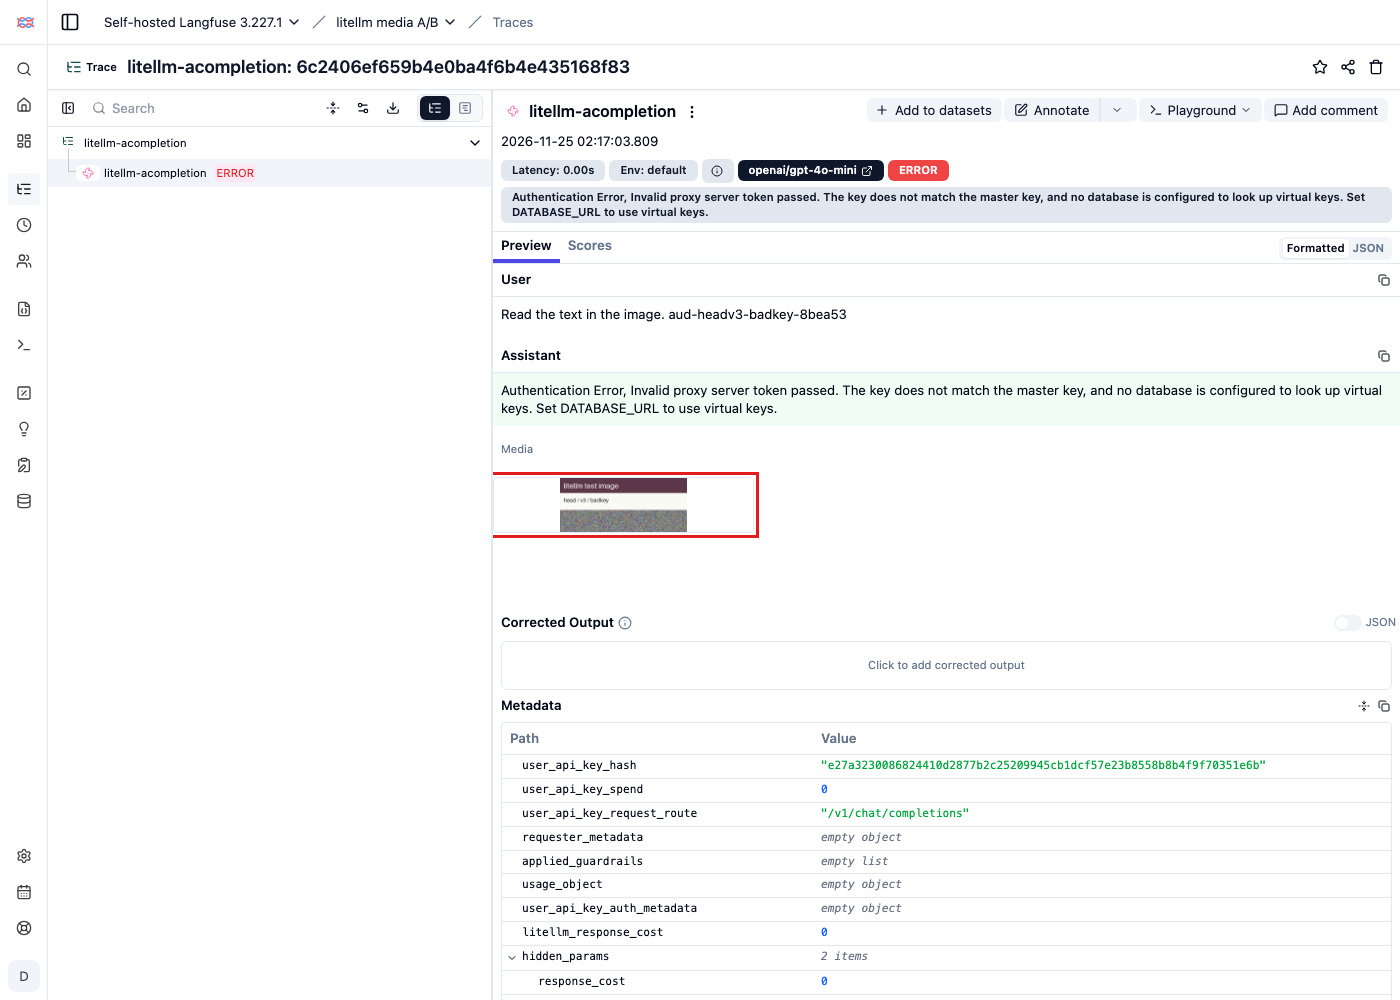 Self-hosted Langfuse 3.227.1
litellm media A/B
Traces
Trace
litellm-acompletion: 6c2406ef659b4e0ba4f6b4e435168f83
Search
litellm-acompletion
litellm-acompletion ERROR
litellm-acompletion
Add to datasets
Annotate
Playground
Add comment
2026-11-25 02:17:03.809
Latency: 0.00s
Env: default
openai/gpt-4o-mini
ERROR
Authentication Error, Invalid proxy server token passed. The key does not match the master key, and no database is configured to look up virtual keys. Set
DATABASE_URL to use virtual keys.
Preview
Scores
Formatted
JSON
User
Read the text in the image. aud-headv3-badkey-8bea53
Assistant
Authentication Error, Invalid proxy server token passed. The key does not match the master key, and no database is configured to look up virtual
keys. Set DATABASE_URL to use virtual keys.
Media
litellm test image
head / v3 / badkey
Corrected Output
JSON
Click to add corrected output
Metadata
Path Value
user_api_key_hash "e27a3230086824410d2877b2c25209945cb1dcf57e23b8558b8b4f9f70351e6b"
user_api_key_spend 0
user_api_key_request_route "/v1/chat/completions"
requester_metadata empty object
applied_guardrails empty list
usage_object empty object
user_api_key_auth_metadata empty object
litellm_response_cost 0
hidden_params 2 items
response_cost 0
D